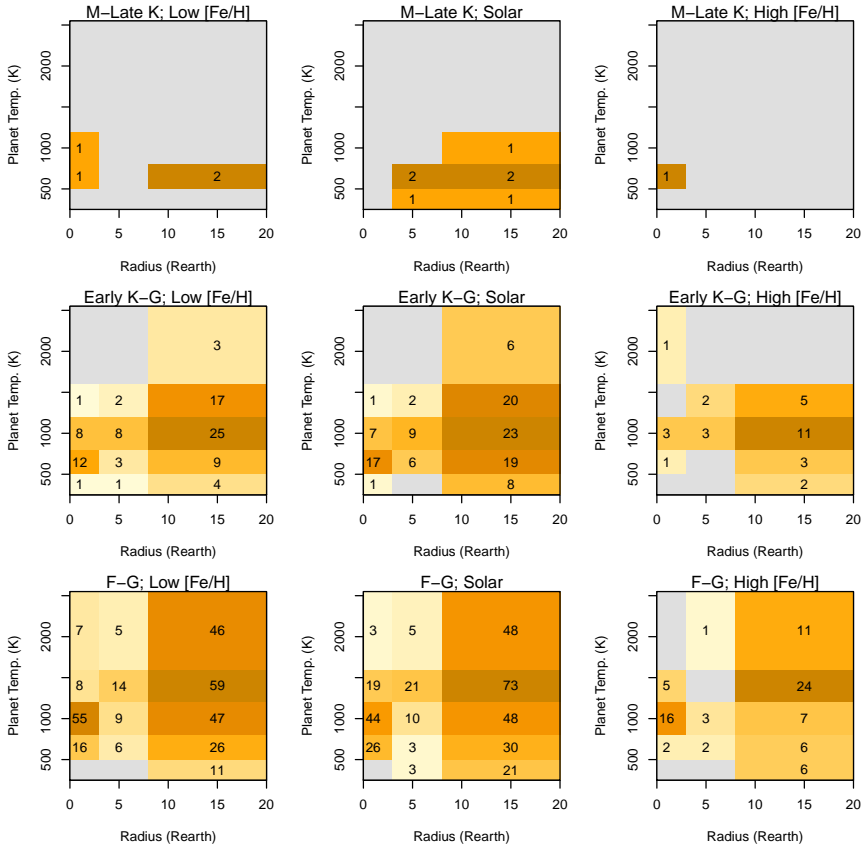 M−Late K; Low [Fe/H] M−Late K; Solar M−Late K; High [Fe/H]
Planet Temp. (K) Planet Temp. (K) Planet Temp. (K)
2000 2000 2000
1 1000 1000 1 1000
1 2 500 2 2 500 1 500
1 1
0 5 10 15 20 0 5 10 15 20 0 5 10 15 20
Radius (Rearth) Radius (Rearth) Radius (Rearth)
Early K−G; Low [Fe/H] Early K−G; Solar Early K−G; High [Fe/H]
Planet Temp. (K) Planet Temp. (K) Planet Temp. (K)
2000 3 2000 6 2000 1
1 2 17 1 2 20 2 5
1000 8 8 25 1000 7 9 23 1000 3 3 11
500 12 3 9 500 17 6 19 500 1 3
1 1 4 1 8 2
0 5 10 15 20 0 5 10 15 20 0 5 10 15 20
Radius (Rearth) Radius (Rearth) Radius (Rearth)
F−G; Low [Fe/H] F−G; Solar F−G; High [Fe/H]
Planet Temp. (K) Planet Temp. (K) Planet Temp. (K)
2000 7 5 46 2000 3 5 48 2000 1 11
8 14 59 19 21 73 5 24
1000 55 9 47 1000 44 10 48 1000 16 3 7
500 16 6 26 500 26 3 30 500 2 2 6
11 3 21 6
0 5 10 15 20 0 5 10 15 20 0 5 10 15 20
Radius (Rearth) Radius (Rearth) Radius (Rearth)